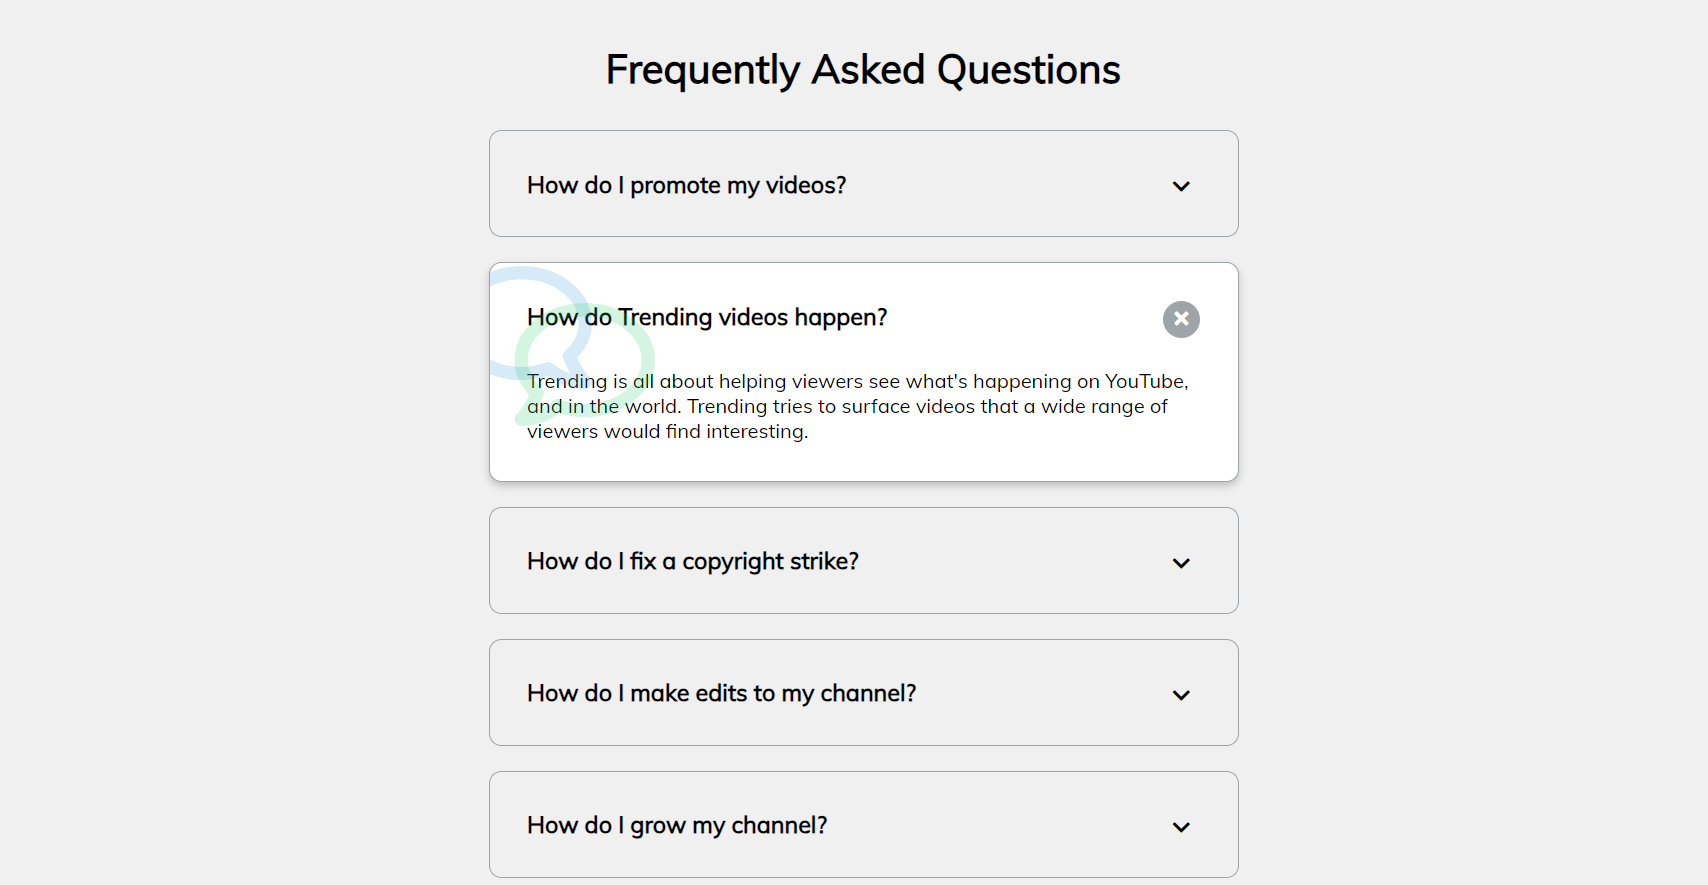 Frequently Asked Questions
How do I promote my videos?
How do Trending videos happen?
Trending is all about helping viewers see what's happening on YouTube,
and in the world. Trending tries to surface videos that a wide range of
viewers would find interesting.
How do I fix a copyright strike?
How do I make edits to my channel?
How do I grow my channel?